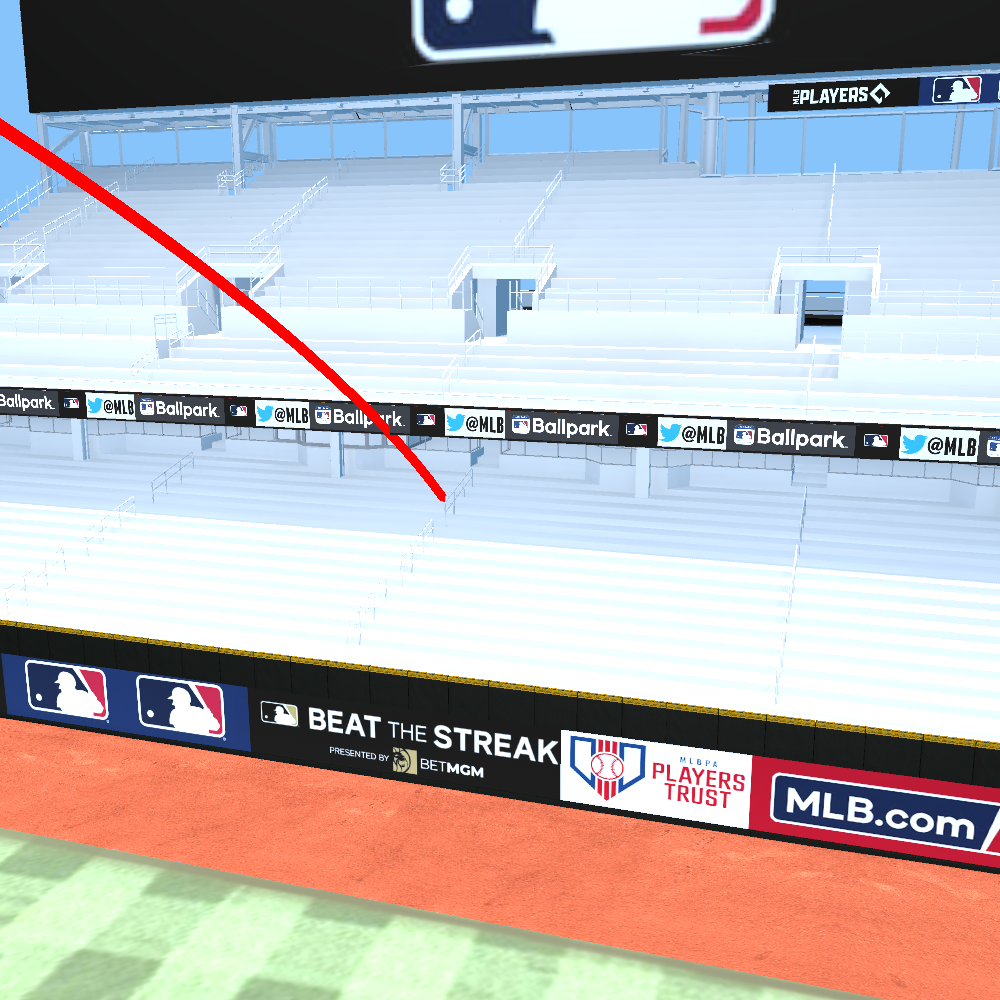 MLB PLAYERS
Ballpark. @MLB Ballpark. @MLB Ballpark. @MLB Ballpark. @MLB Ballpark. @MLB
BEAT THE STREAK
PRESENTED BY BETMGM
MLBPA
PLAYERS
TRUST
MLB.com